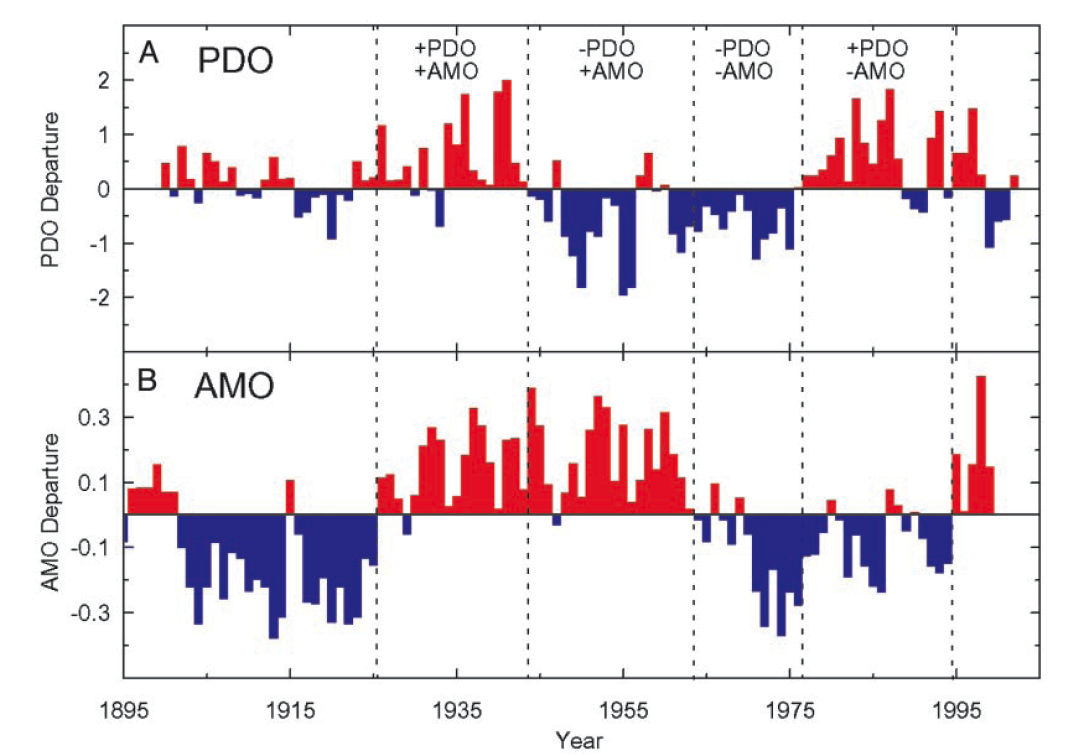 A PDO
+PDO -PDO -PDO +PDO
+AMO +AMO -AMO -AMO
2
1
0
-1
-2
PDO Departure
B AMO
0.3
0.1
-0.1
-0.3
AMO Departure
1895 1915 1935 1955 1975 1995
Year